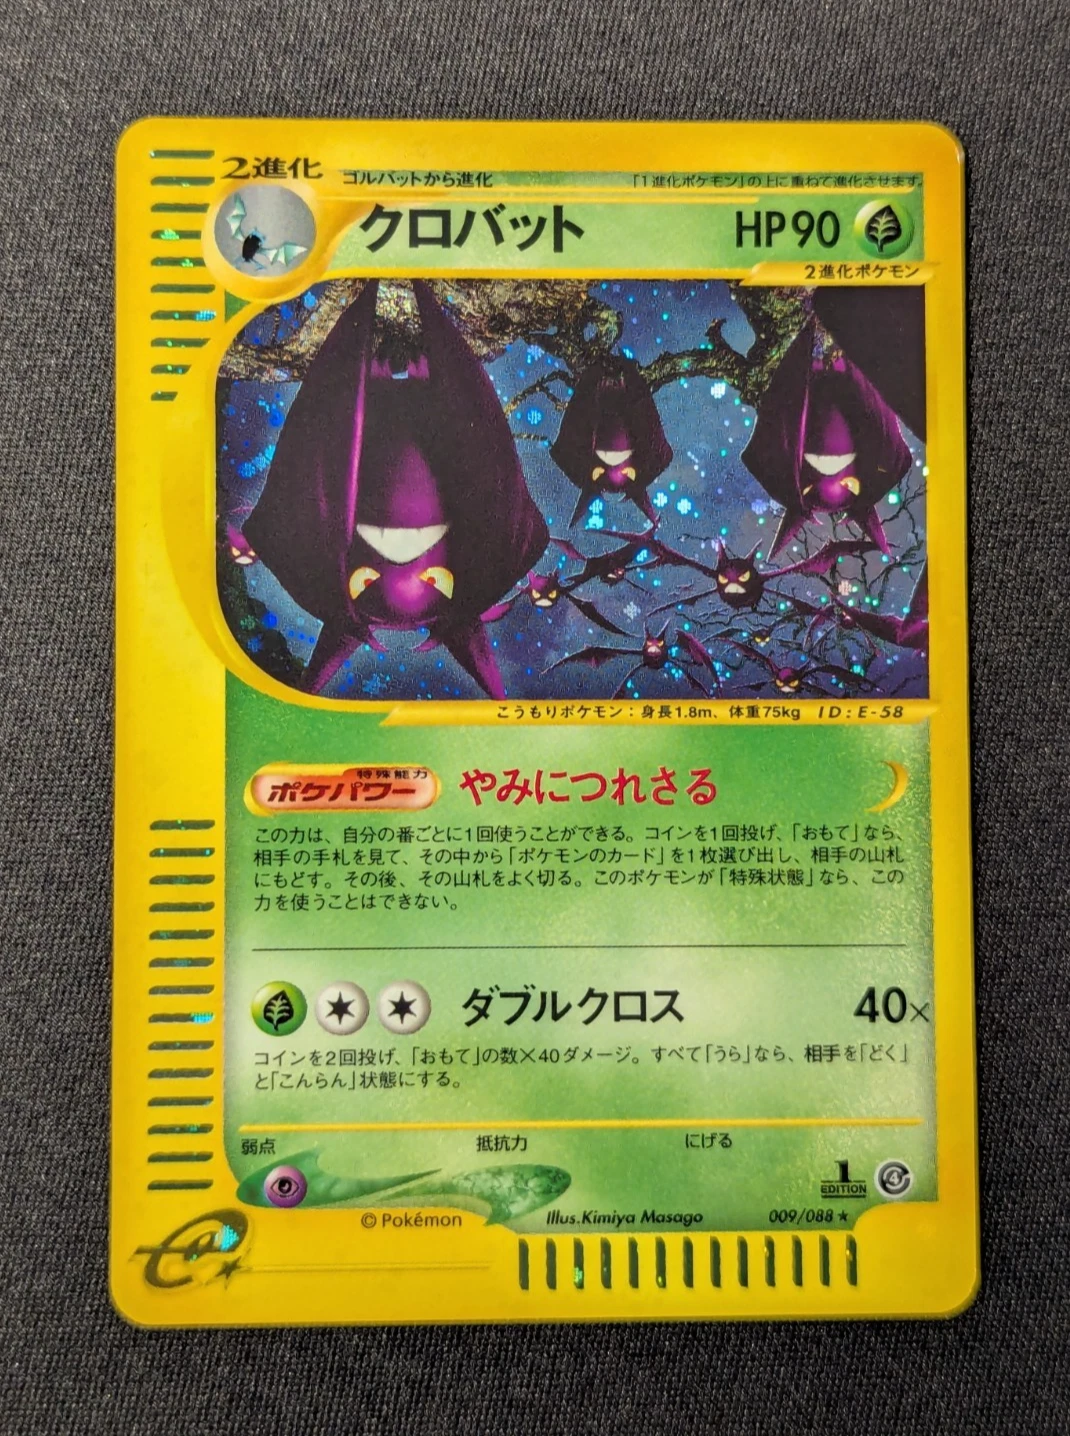 2進化
ゴルバットから進化
「1進化ポケモン」の上に重ねて進化させます。
クロバット
HP90
2進化ポケモン
こうもりポケモン：身長1.8m、体重75kg ID：E-58
特殊能力
ポケパワー
やみにつれさる
この力は、自分の番ごとに1回使うことができる。コインを1回投げ、「おもて」なら、
相手の手札を見て、その中から「ポケモンのカード」を1枚選び出し、相手の山札
にもどす。その後、その山札をよく切る。このポケモンが「特殊状態」なら、この
力を使うことはできない。
ダブルクロス
40×
コインを2回投げ、「おもて」の数×40ダメージ。すべて「うら」なら、相手を「どく」
と「こんらん」状態にする。
弱点
抵抗力
にげる
1
EDITION
4
©Pokémon
Illus.Kimiya Masago
009/088★
e